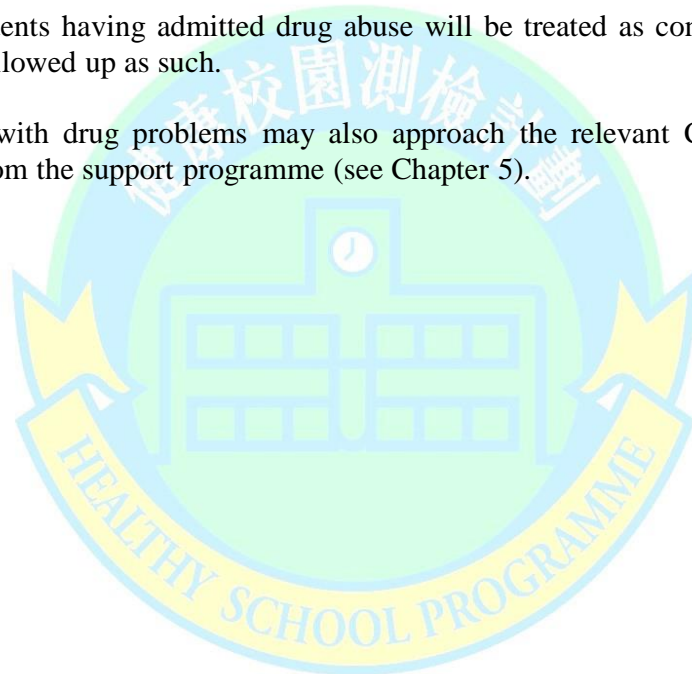 ents having admitted drug abuse will be treated as con
llowed up as such.
with drug problems may also approach the relevant C
om the support programme (see Chapter 5).
健康校園測檢計劃
HEALTHY SCHOOL PROGRAMME